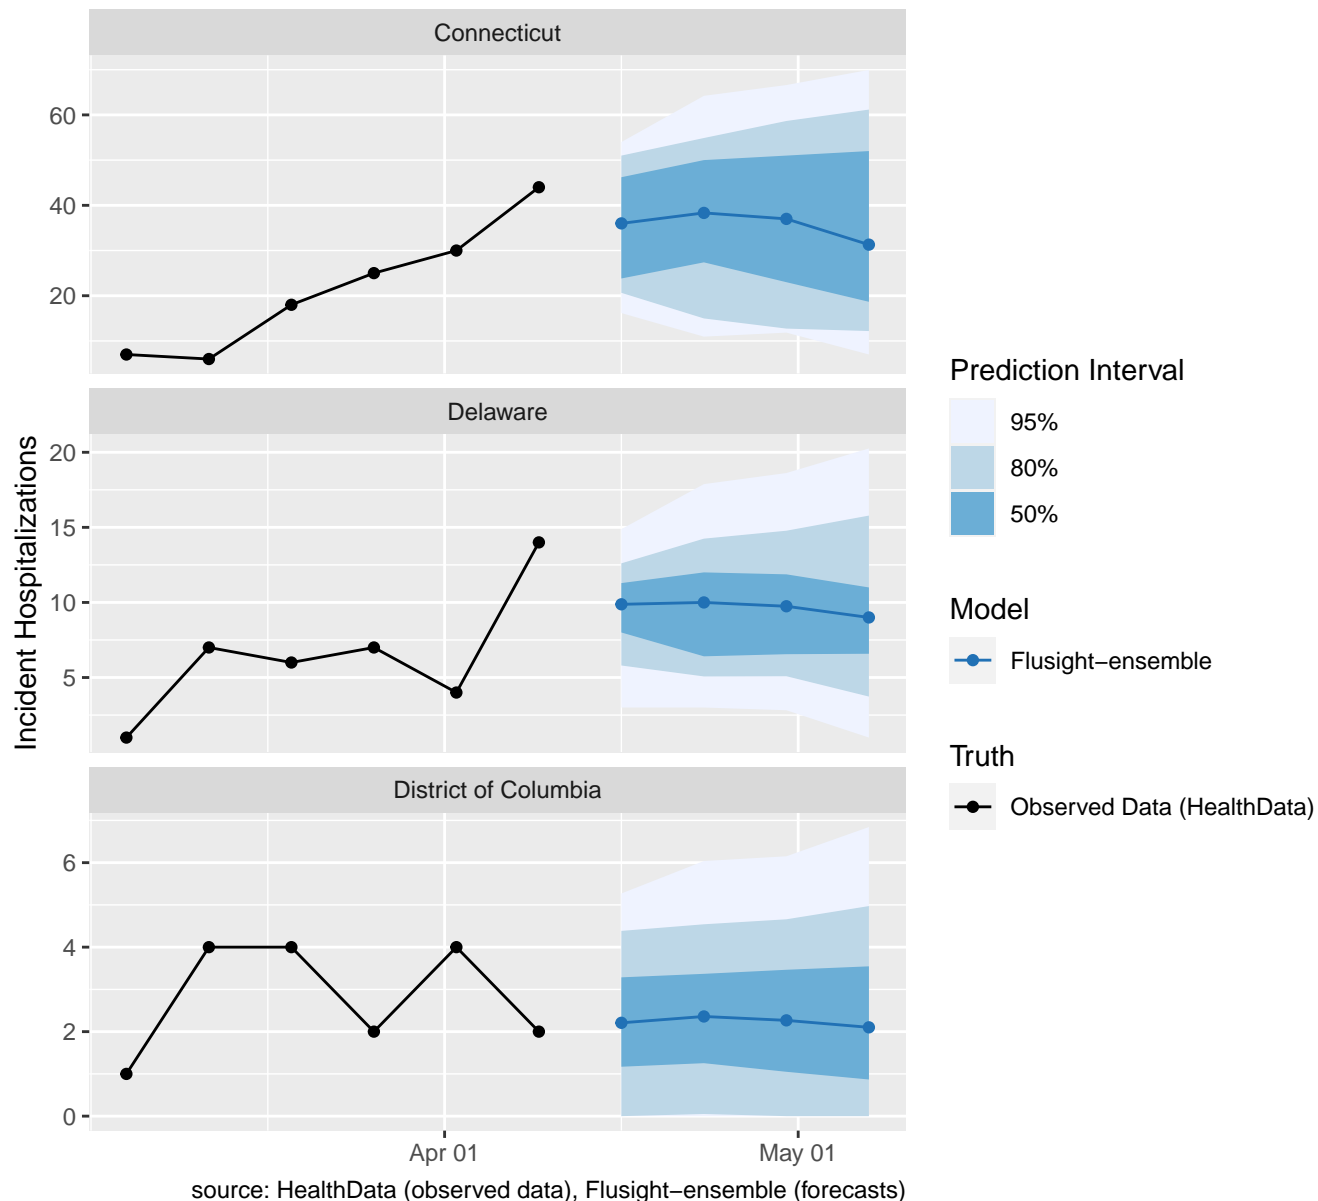 Connecticut
60
40
20
Delaware
20
15
10
5
District of Columbia
6
4
2
0
Apr 01
May 01
Incident Hospitalizations
source: HealthData (observed data), Flusight−ensemble (forecasts)
Prediction Interval
95%
80%
50%
Model
Flusight−ensemble
Truth
Observed Data (HealthData)